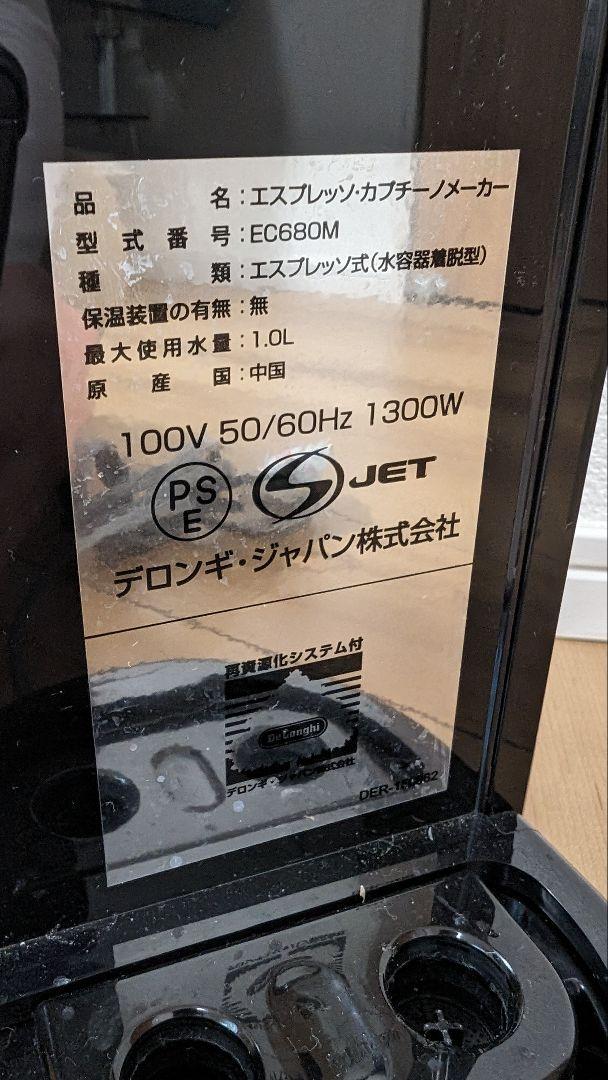 品名：エスプレッソ・カプチーノメーカー
型式番号：EC680M
種類：エスプレッソ式（水容器着脱型）
保温装置の有無：無
最大使用水量：1.0L
原産国：中国
100V 50/60Hz 1300W
PS
E
JET
デロンギ・ジャパン株式会社
再資源化システム付
DeLonghi
デロンギ・ジャパン株式会社